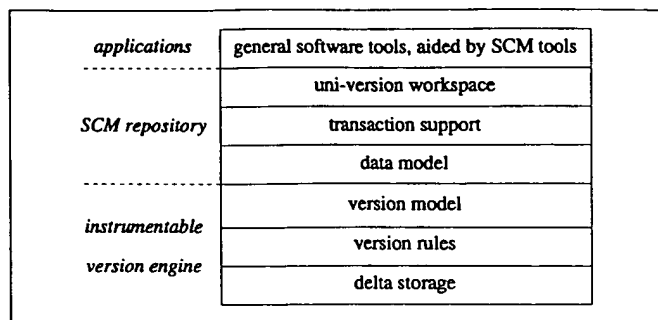 applications
general software tools, aided by SCM tools
uni-version workspace
SCM repository
transaction support
data model
version model
instrumentable
version rules
version engine
delta storage